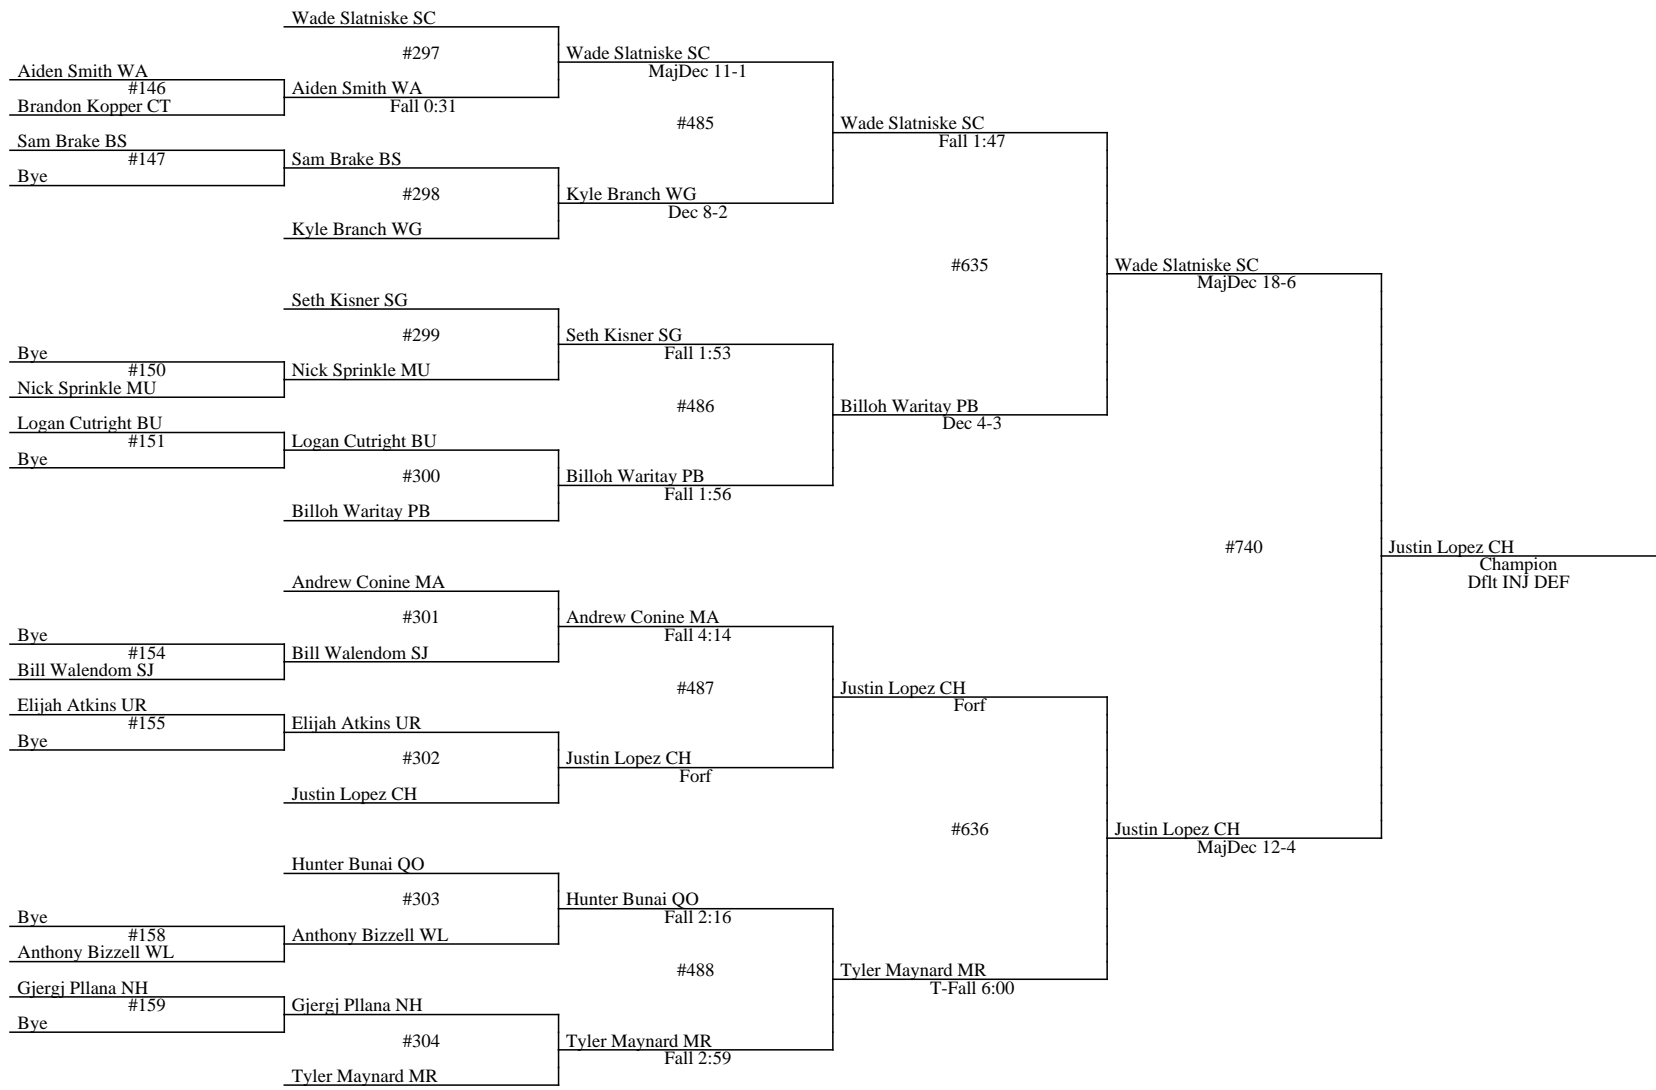 Wade Slatniske SC
#297
Wade Slatniske SC
MajDec 11-1
Aiden Smith WA
#146
Brandon Kopper CT
Aiden Smith WA
Fall 0:31
#485
Wade Slatniske SC
Fall 1:47
Sam Brake BS
#147
Bye
Sam Brake BS
#298
Kyle Branch WG
Dec 8-2
Kyle Branch WG
#635
Wade Slatniske SC
MajDec 18-6
Seth Kisner SG
#299
Seth Kisner SG
Fall 1:53
Bye
#150
Nick Sprinkle MU
Nick Sprinkle MU
#486
Billoh Waritay PB
Dec 4-3
Logan Cutright BU
#151
Bye
Logan Cutright BU
#300
Billoh Waritay PB
Fall 1:56
Billoh Waritay PB
#740
Justin Lopez CH
Champion
Dflt INJ DEF
Andrew Conine MA
#301
Andrew Conine MA
Fall 4:14
Bye
#154
Bill Walendom SJ
Bill Walendom SJ
#487
Justin Lopez CH
Forf
Elijah Atkins UR
#155
Bye
Elijah Atkins UR
#302
Justin Lopez CH
Forf
Justin Lopez CH
#636
Justin Lopez CH
MajDec 12-4
Hunter Bunai QO
#303
Hunter Bunai QO
Fall 2:16
Bye
#158
Anthony Bizzell WL
Anthony Bizzell WL
#488
Tyler Maynard MR
T-Fall 6:00
Gjergj Pllana NH
#159
Bye
Gjergj Pllana NH
#304
Tyler Maynard MR
Fall 2:59
Tyler Maynard MR